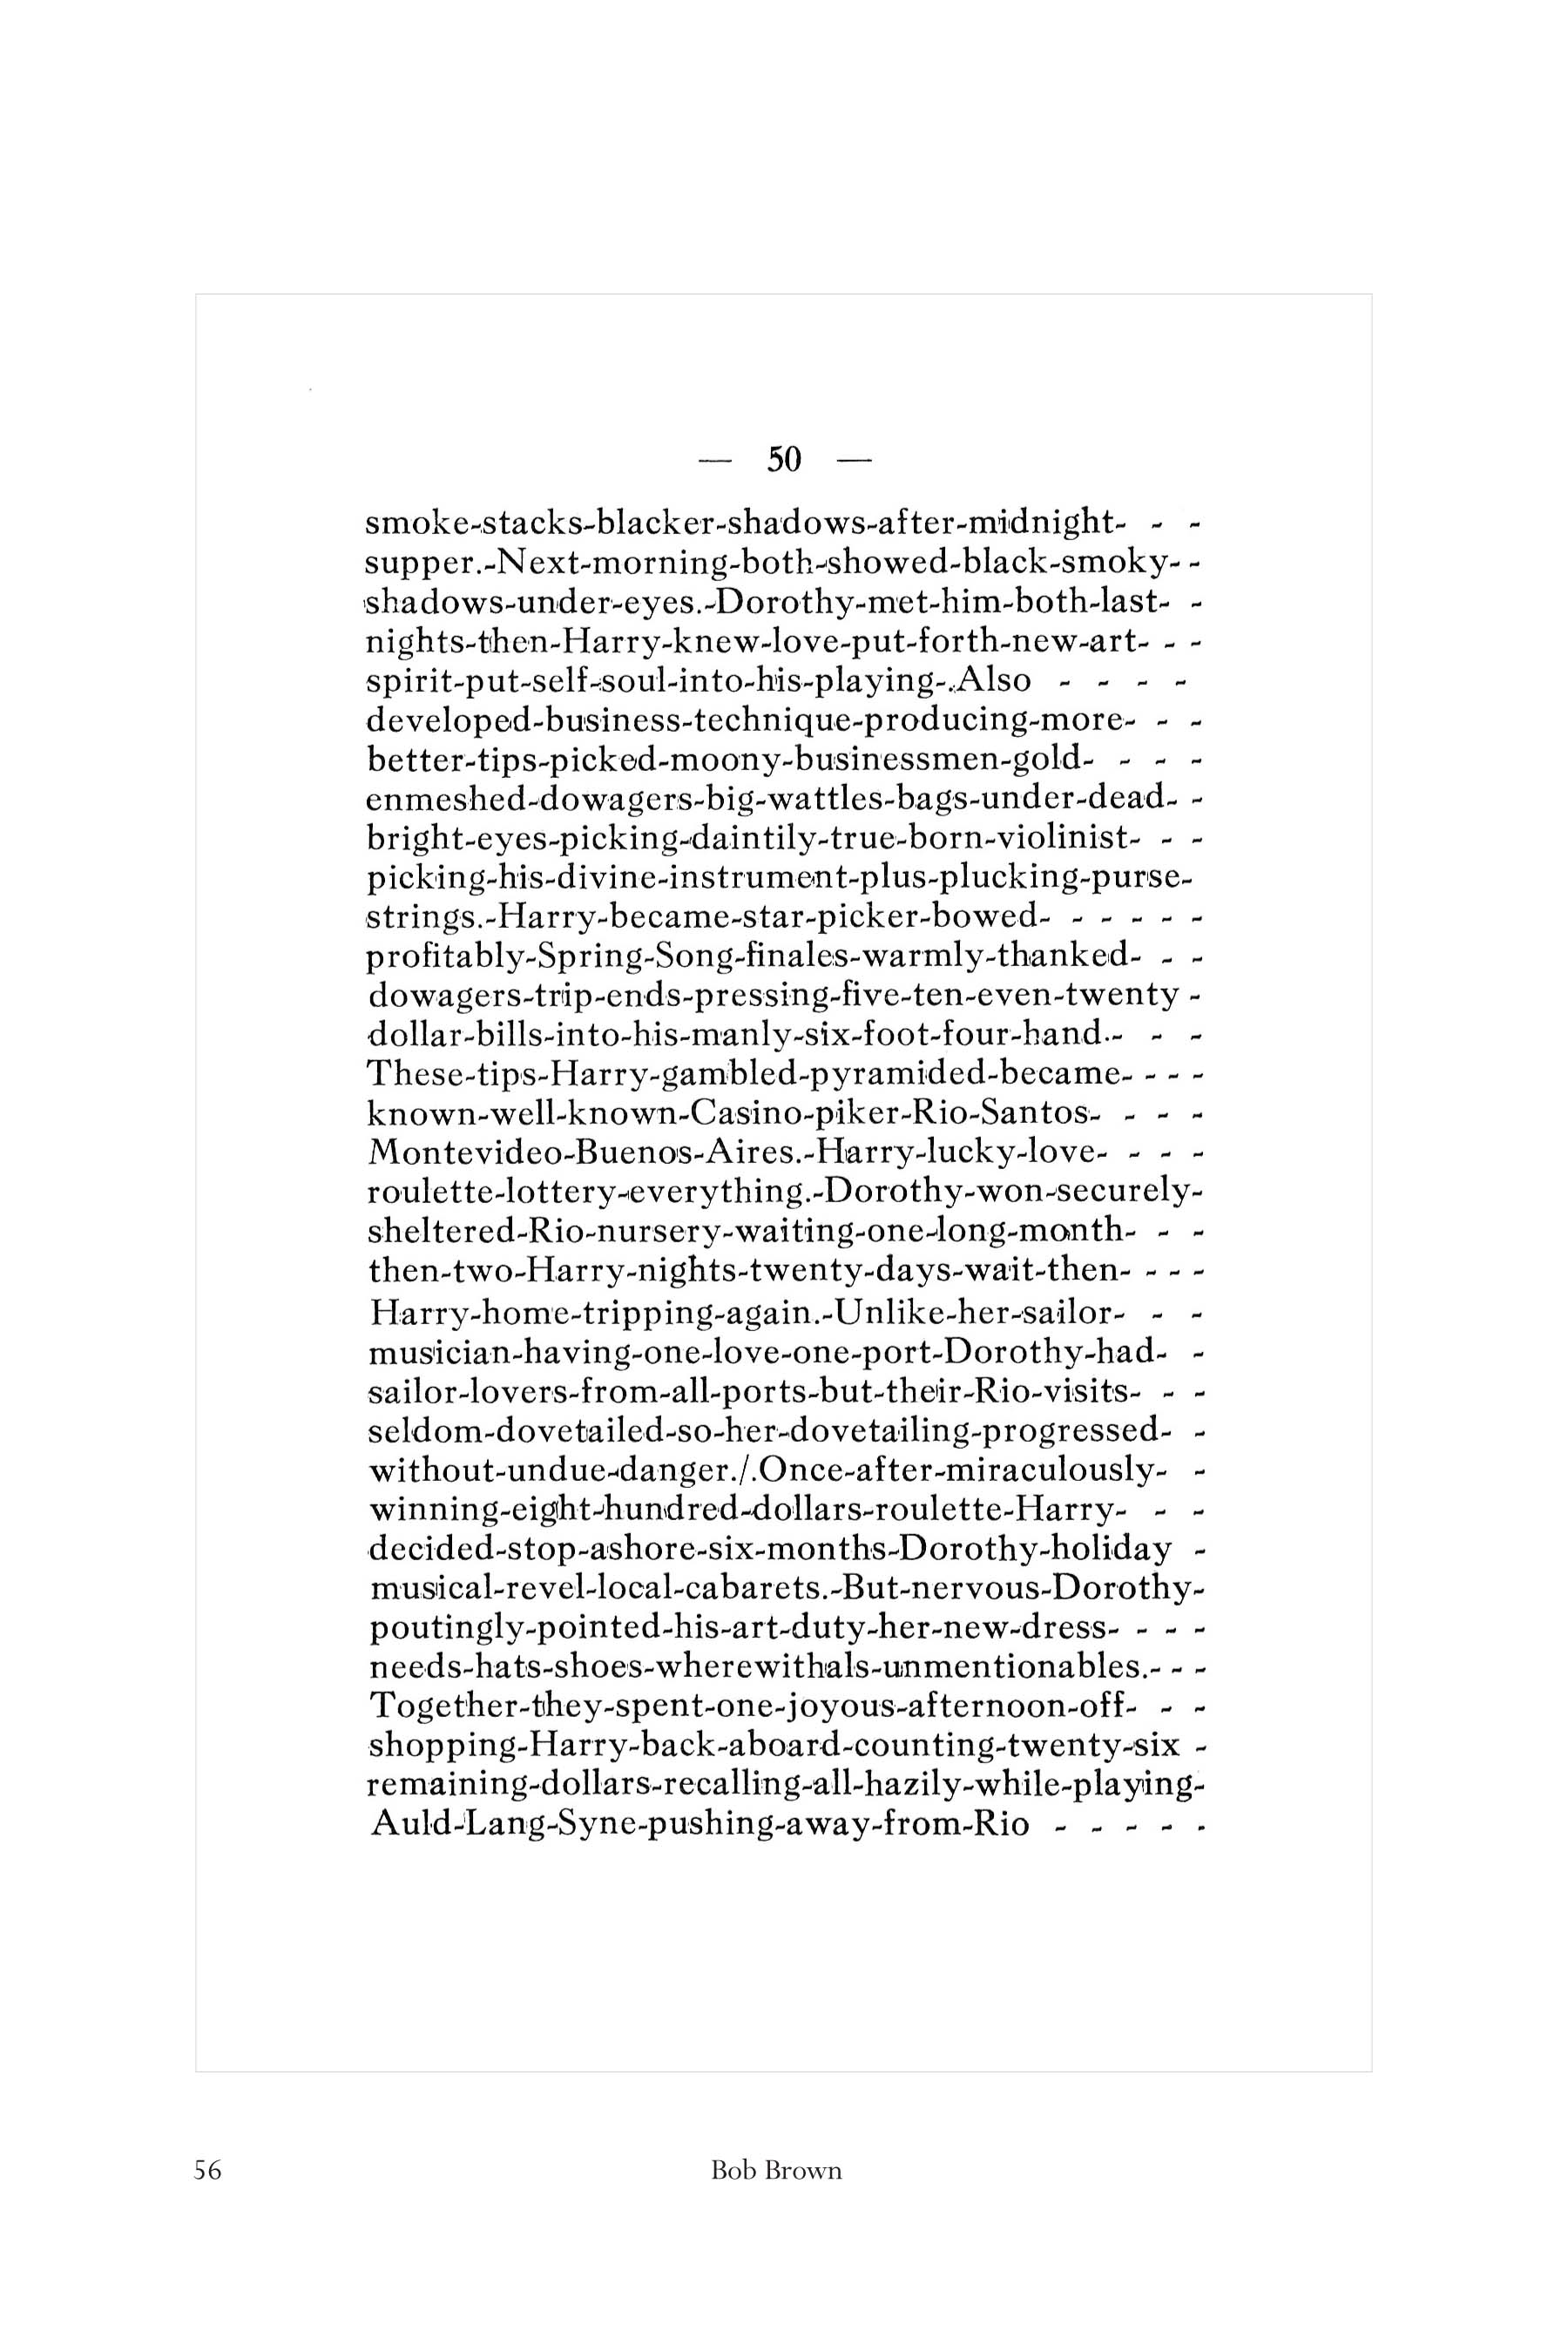 — 50 —
smoke-stacks-blacker-shadows-after-midnight- - -
supper.-Next-morning-both-showed-black-smoky- -
shadows-under-eyes.-Dorothy-met-him-both-last- -
nights-then-Harry-knew-love-put-forth-new-art- - -
spirit-put-self-soul-into-his-playing-.Also - - - -
developed-business-technique-producing-more- - -
better-tips-picked-moony-businessmen-gold- - - -
enmeshed-dowagers-big-wattles-bags-under-dead- -
bright-eyes-picking-daintily-true-born-violinist- - -
picking-his-divine-instrument-plus-plucking-purse-
strings.-Harry-became-star-picker-bowed- - - - - -
profitably-Spring-Song-finales-warmly-thanked- - -
dowagers-trip-ends-pressing-five-ten-even-twenty -
dollar-bills-into-his-manly-six-foot-four-hand.- - -
These-tips-Harry-gambled-pyramided-became- - - -
known-well-known-Casino-piker-Rio-Santos- - - -
Montevideo-Buenos-Aires.-Harry-lucky-love- - - -
roulette-lottery-everything.-Dorothy-won-securely-
sheltered-Rio-nursery-waiting-one-long-month- - -
then-two-Harry-nights-twenty-days-wait-then- - - -
Harry-home-tripping-again.-Unlike-her-sailor- - -
musician-having-one-love-one-port-Dorothy-had- -
sailor-lovers-from-all-ports-but-their-Rio-visits- - -
seldom-dovetailed-so-her-dovetailing-progressed- -
without-undue-danger./.Once-after-miraculously- -
winning-eight-hundred-dollars-roulette-Harry- - -
decided-stop-ashore-six-months-Dorothy-holiday -
musical-revel-local-cabarets.-But-nervous-Dorothy-
poutingly-pointed-his-art-duty-her-new-dress- - - -
needs-hats-shoes-wherewithals-unmentionables.- - -
Together-they-spent-one-joyous-afternoon-off- - -
shopping-Harry-back-aboard-counting-twenty-six -
remaining-dollars-recalling-all-hazily-while-playing-
Auld-Lang-Syne-pushing-away-from-Rio - - - - -
56 Bob Brown